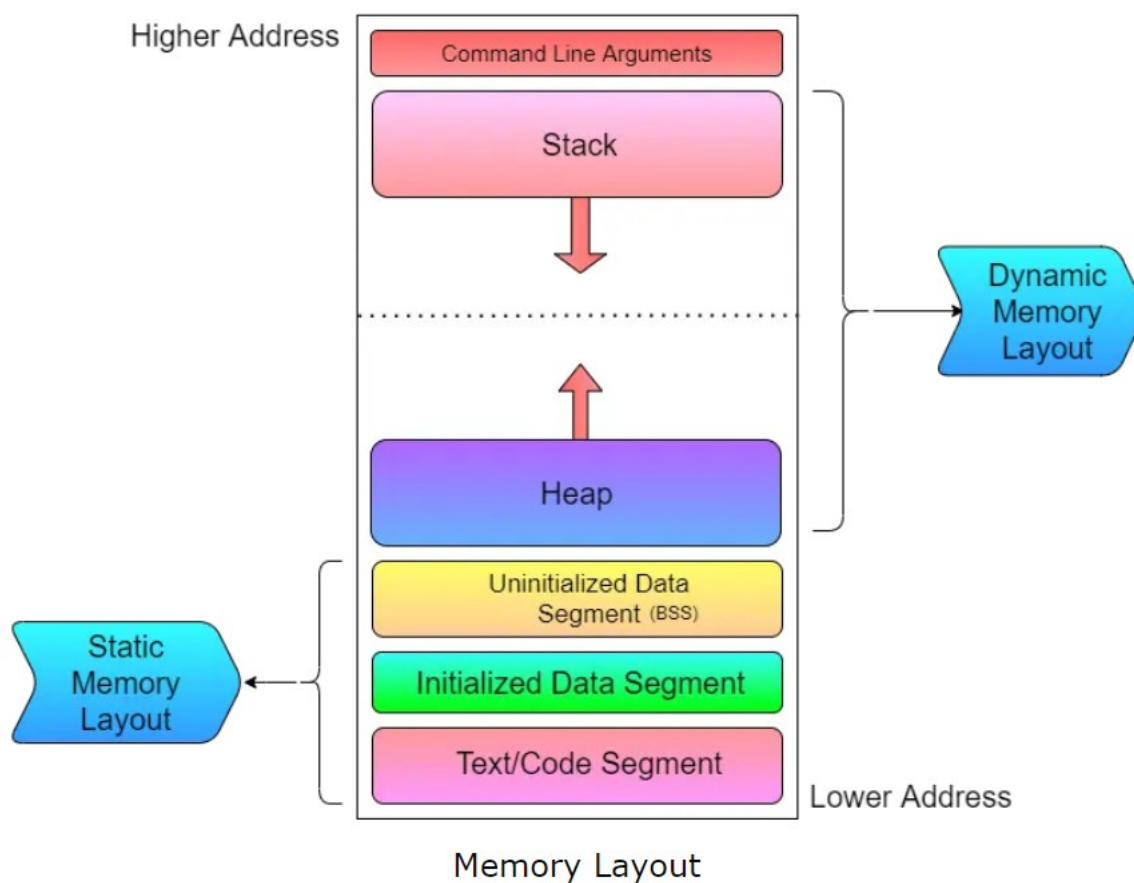 Higher Address
Command Line Arguments
Stack
Dynamic
Memory
Layout
Heap
Uninitialized Data
Segment (BSS)
Static
Memory
Layout
Initialized Data Segment
Text/Code Segment
Lower Address
Memory Layout